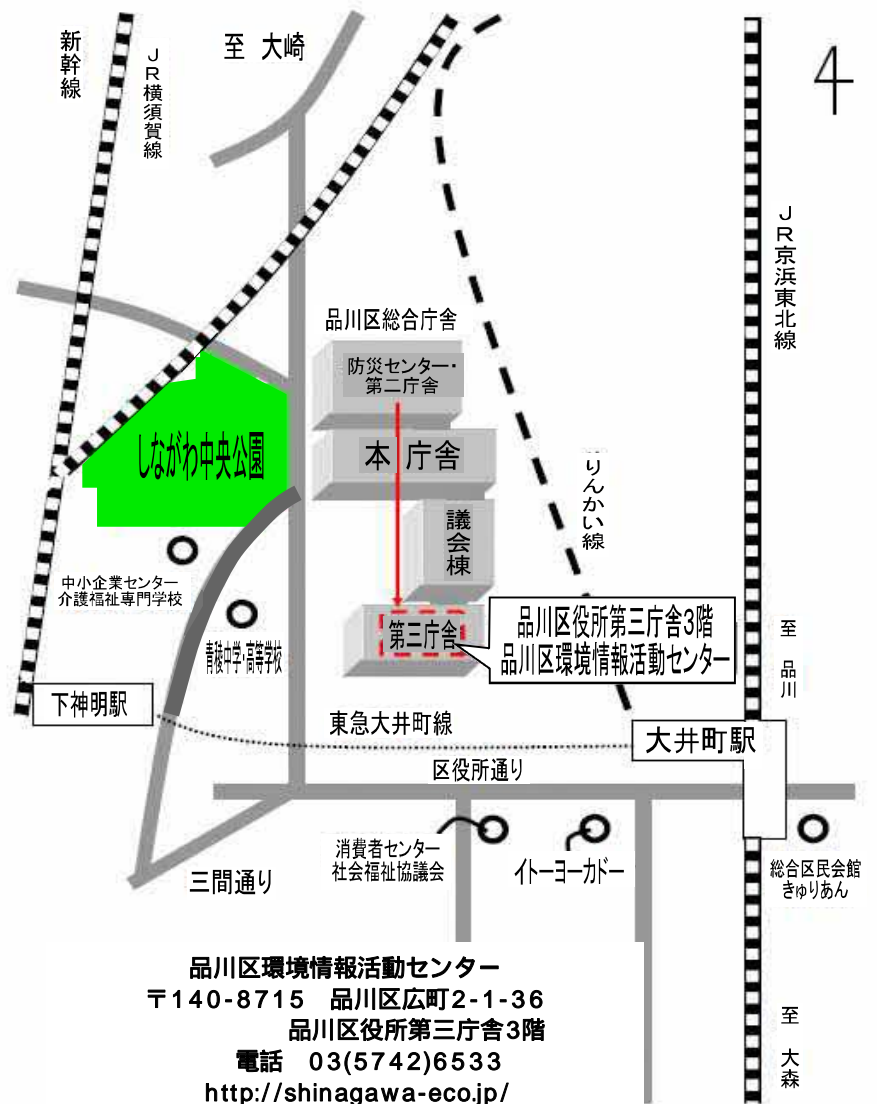 新幹線
JR横須賀線
至 大崎
JR京浜東北線
品川区総合庁舎
防災センター・
第二庁舎
しながわ中央公園
本庁舎
りんかい線
議会棟
中小企業センター
介護福祉専門学校
青稜中学・高等学校
第三庁舎
品川区役所第三庁舎3階
品川区環境情報活動センター
至 品川
下神明駅
東急大井町線
大井町駅
区役所通り
消費者センター
社会福祉協議会
イトーヨーカドー
総合区民会館
きゅりあん
三間通り
品川区環境情報活動センター
〒140-8715 品川区広町2-1-36
品川区役所第三庁舎3階
電話 03(5742)6533
http://shinagawa-eco.jp/
至 大森